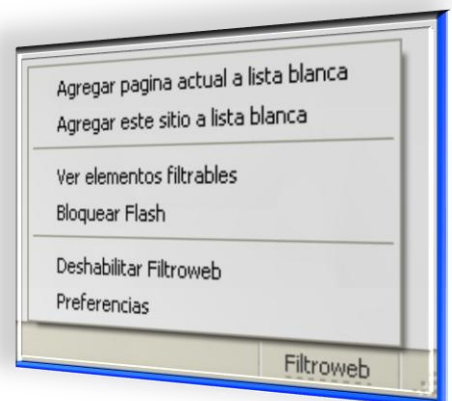 Agregar pagina actual a lista blanca
Agregar este sitio a lista blanca
Ver elementos filtrables
Bloquear Flash
Deshabilitar Filtroweb
Preferencias
Filtroweb